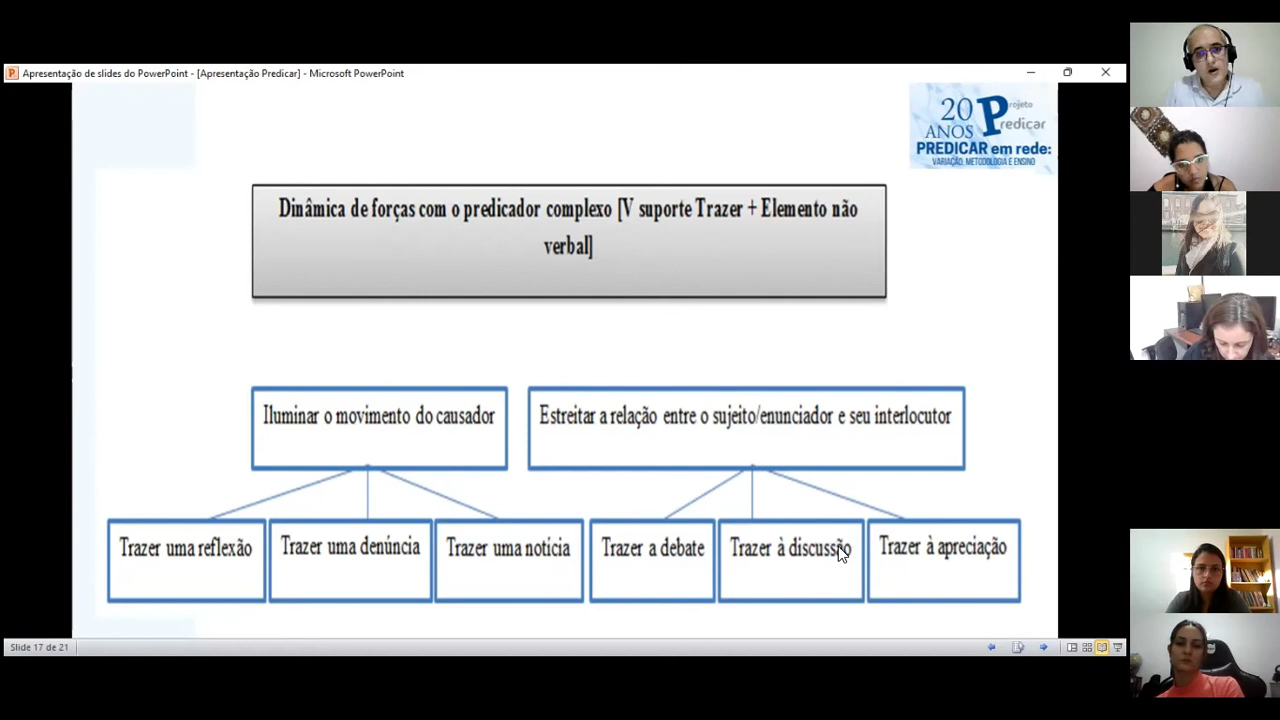 Apresentação de slides do PowerPoint - [Apresentação Predicar] - Microsoft PowerPoint
20 ANOS Projeto Predicar
PREDICAR em rede:
VARIAÇÃO, METODOLOGIA E ENSINO
Dinâmica de forças com o predicador complexo [V suporte Trazer + Elemento não
verbal]
Iluminar o movimento do causador
Estreitar a relação entre o sujeito/enunciador e seu interlocutor
Trazer uma reflexão
Trazer uma denúncia
Trazer uma notícia
Trazer a debate
Trazer à discussão
Trazer à apreciação
Slide 17 de 21